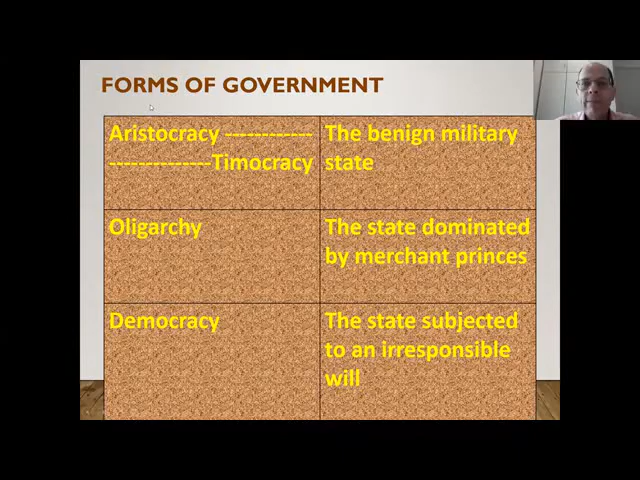 FORMS OF GOVERNMENT
Aristocracy ------------
--------------Timocracy
The benign military
state
Oligarchy
The state dominated
by merchant princes
Democracy
The state subjected
to an irresponsible
will